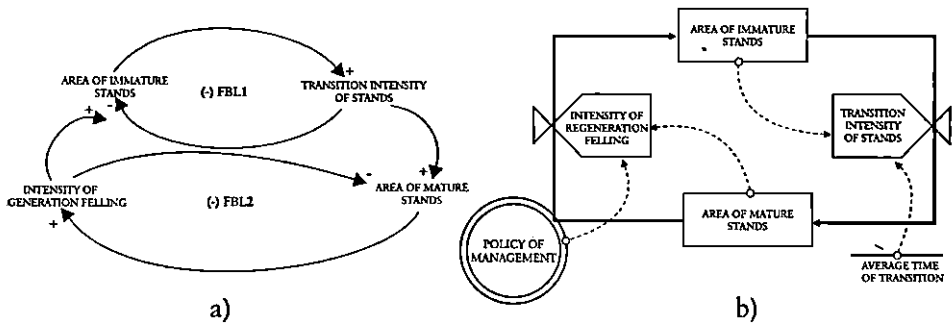 AREA OF IMMATURE
STANDS
(-) FBL1
TRANSITION INTENSITY
OF STANDS
+
-
+
INTENSITY OF
GENERATION FELLING
+
(-) FBL2
-
+
AREA OF MATURE
STANDS
a)
AREA OF IMMATURE
STANDS
INTENSITY OF
REGENERATION
FELLING
TRANSITION
INTENSITY
OF STANDS
AREA OF MATURE
STANDS
POLICY OF
MANAGEMENT
AVERAGE TIME
OF TRANSITION
b)